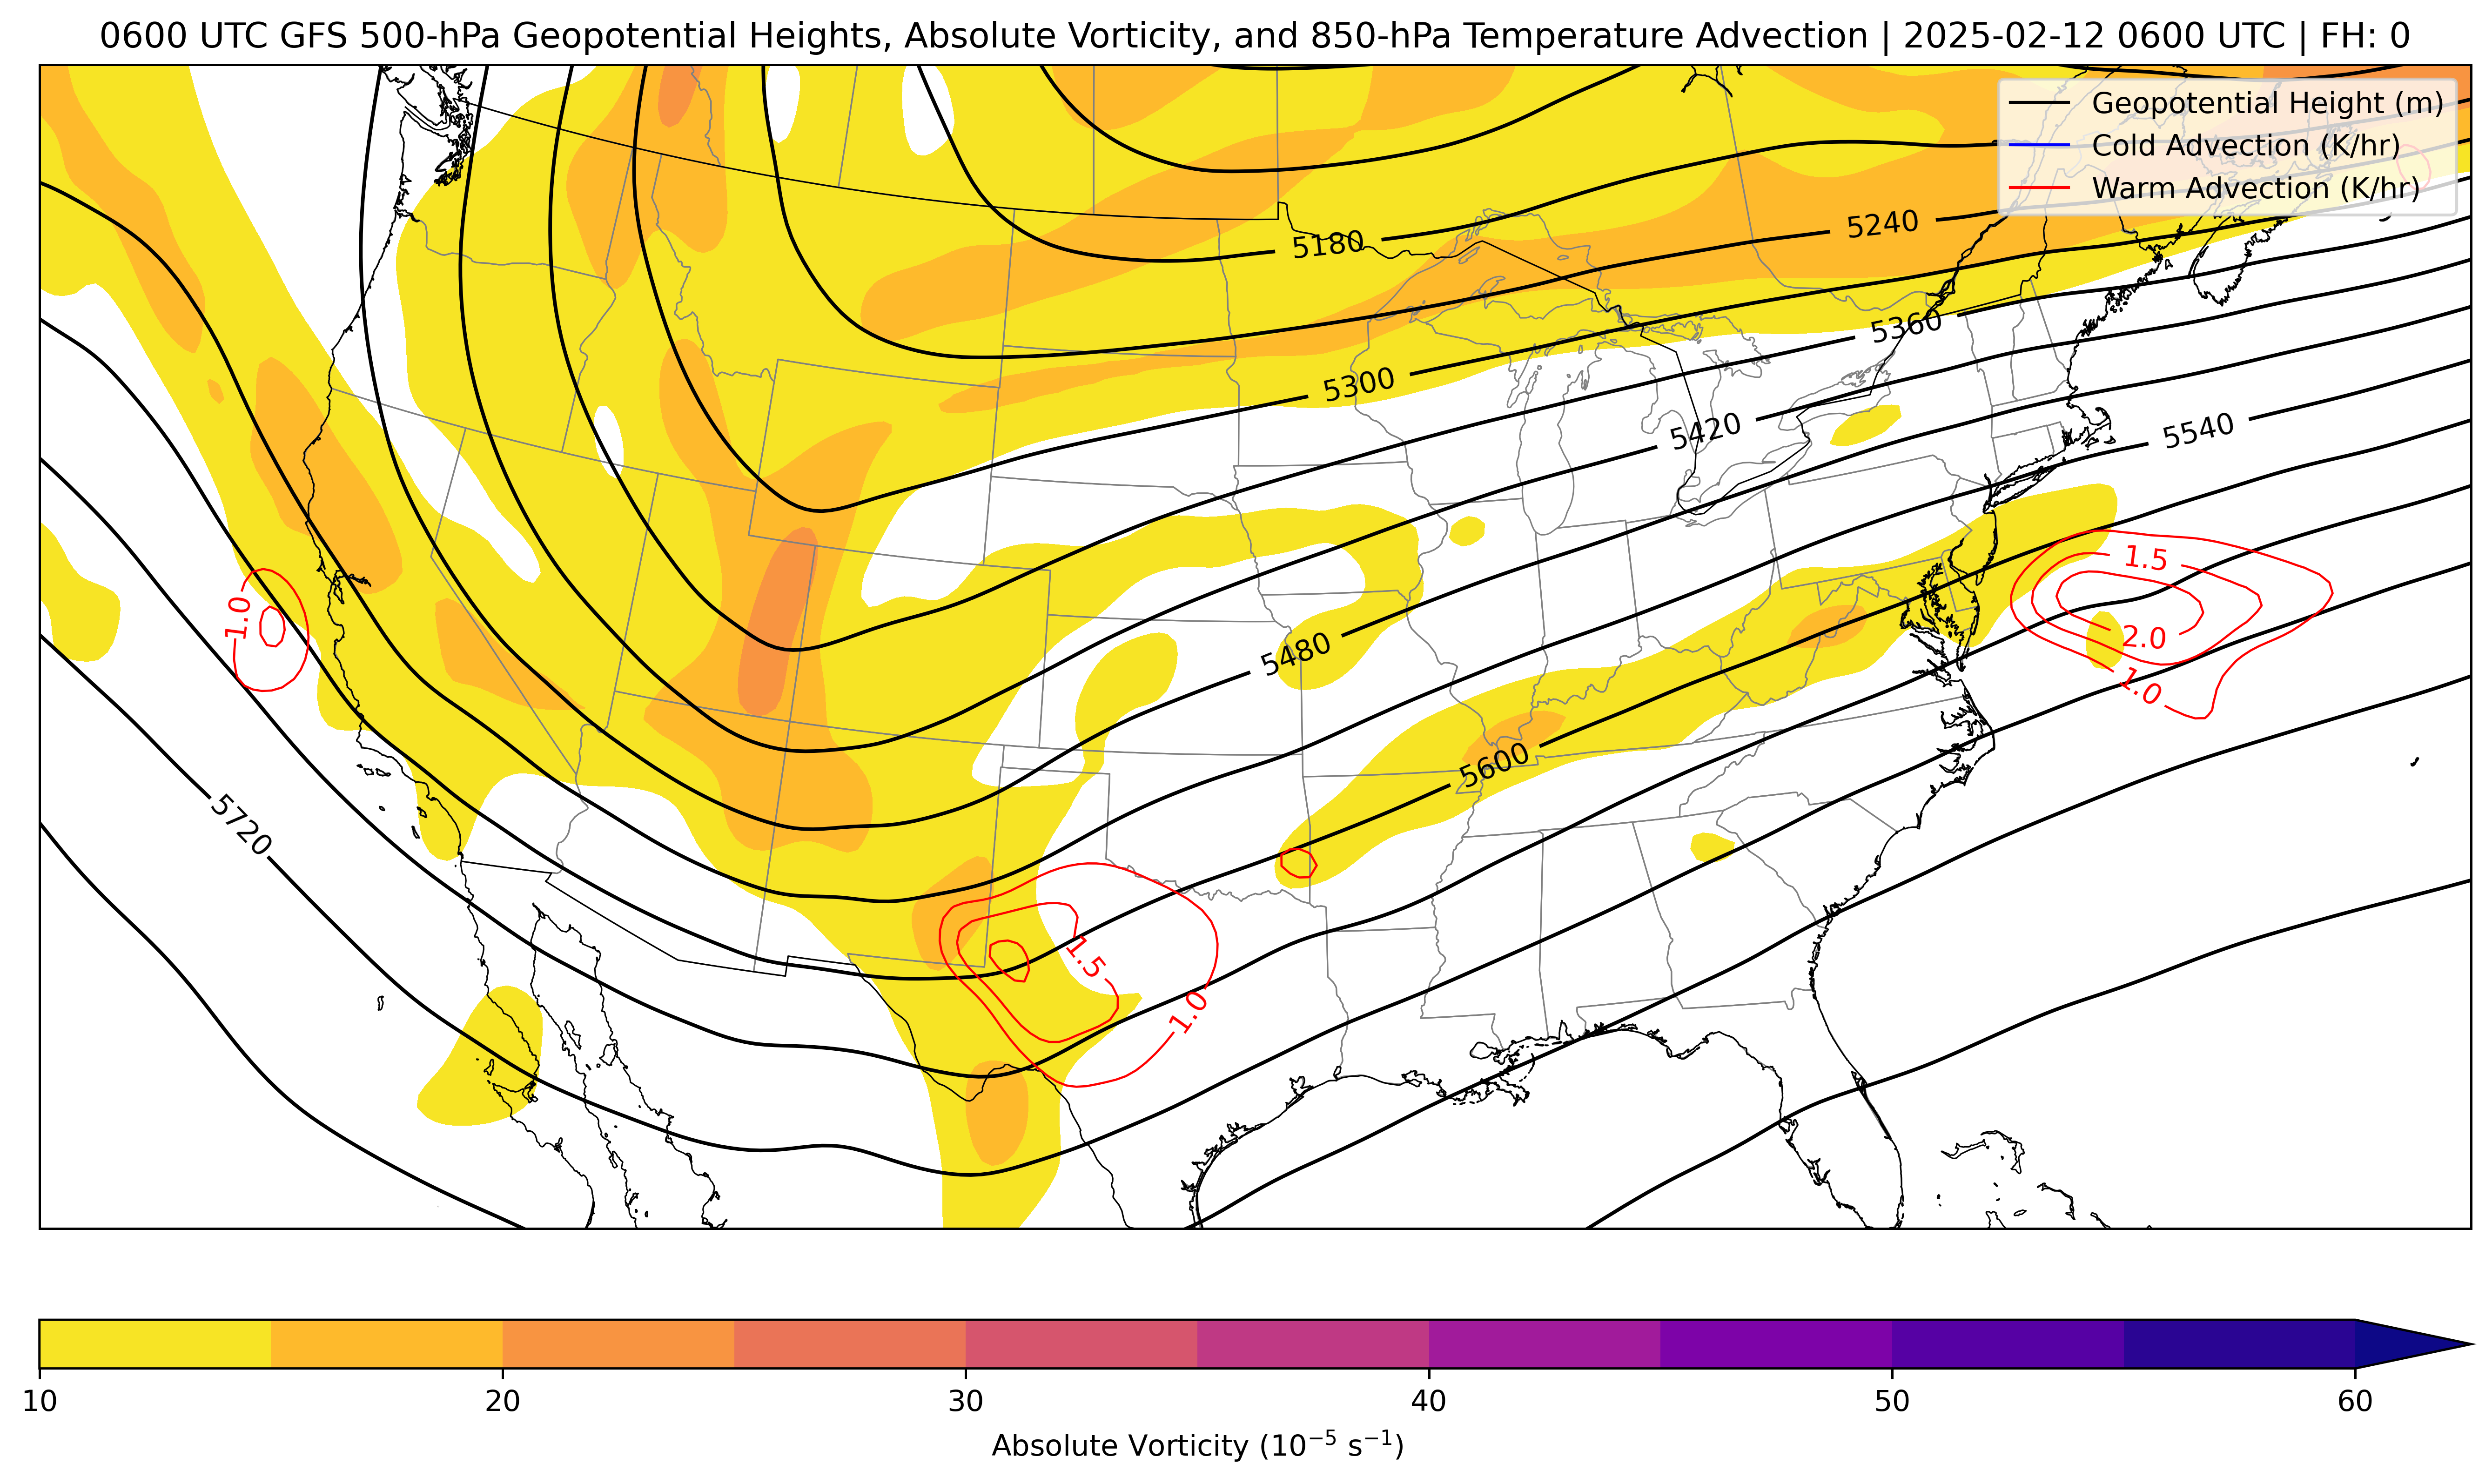 0600 UTC GFS 500-hPa Geopotential Heights, Absolute Vorticity, and 850-hPa Temperature Advection | 2025-02-12 0600 UTC | FH: 0
Geopotential Height (m)
Cold Advection (K/hr)
Warm Advection (K/hr)
5240
5180
5360
5300
5420
5540
1.5
1.0
2.0
5480
1.0
5600
5720
1.5
1.0
10 20 30 40 50 60
Absolute Vorticity (10⁻⁵ s⁻¹)